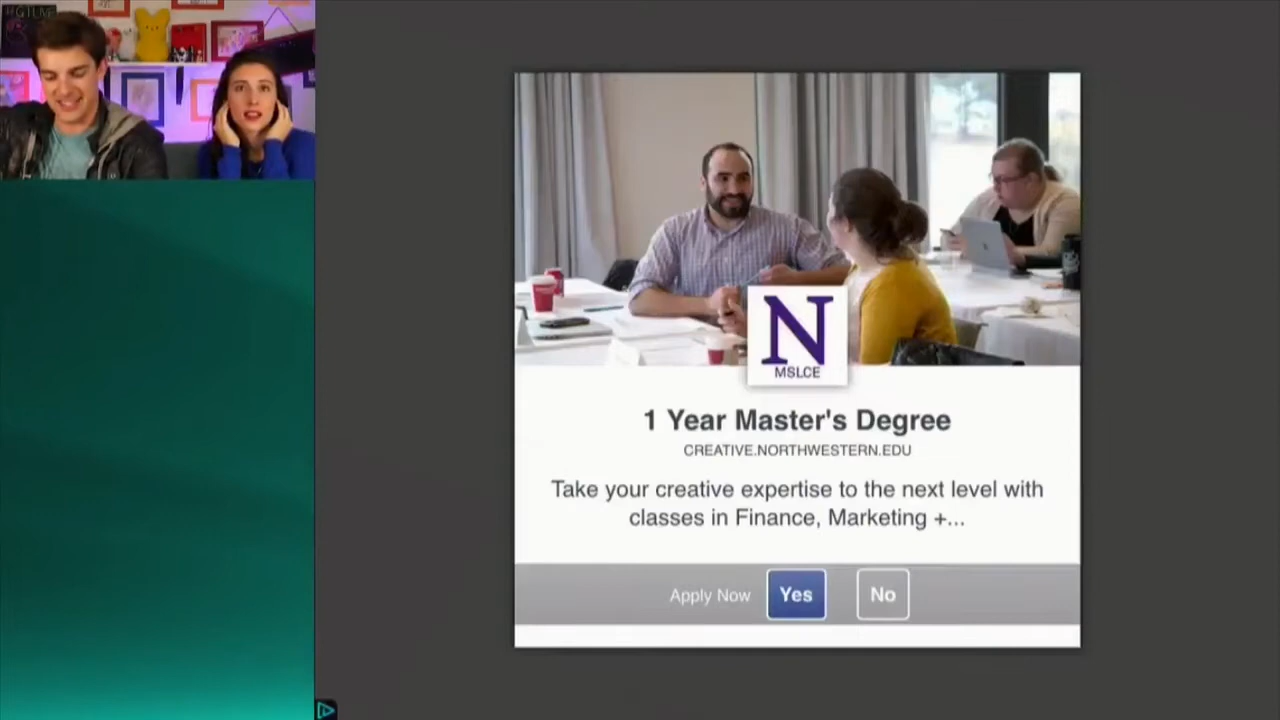 #GTLIVE
N
MSLCE
1 Year Master's Degree
CREATIVE.NORTHWESTERN.EDU
Take your creative expertise to the next level with
classes in Finance, Marketing +...
Apply Now Yes No